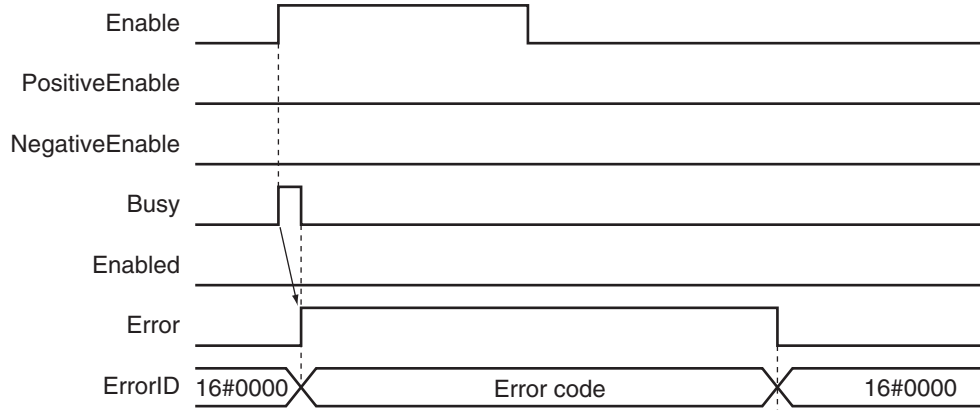 Enable
PositiveEnable
NegativeEnable
Busy
Enabled
Error
ErrorID 16#0000 Error code 16#0000